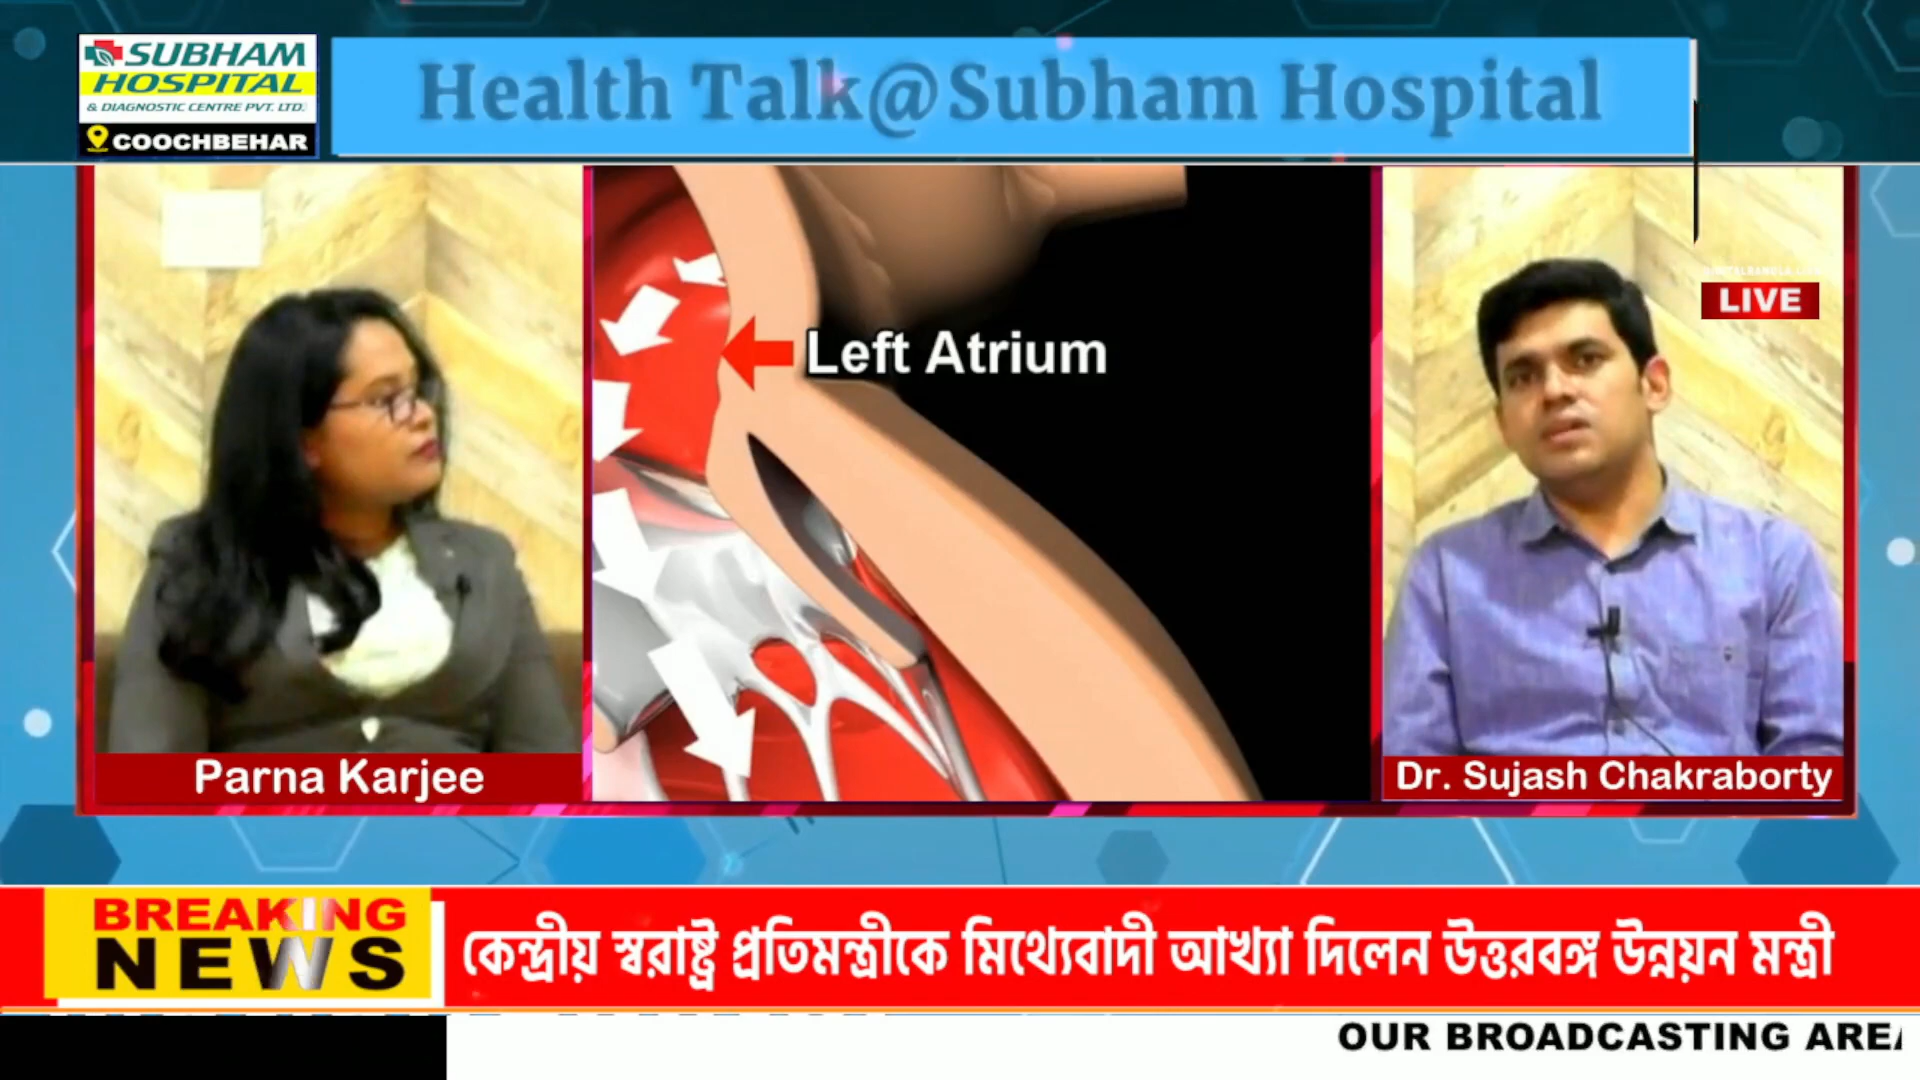 SUBHAM
HOSPITAL
& DIAGNOSTIC CENTRE PVT. LTD.
COOCHBEHAR
Health Talk@Subham Hospital
LIVE
Left Atrium
Parna Karjee
Dr. Sujash Chakraborty
BREAKING
NEWS
কেন্দ্রীয় স্বরাষ্ট্র প্রতিমন্ত্রীকে মিথ্যেবাদী আখ্যা দিলেন উত্তরবঙ্গ উন্নয়ন মন্ত্রী
OUR BROADCASTING AREA